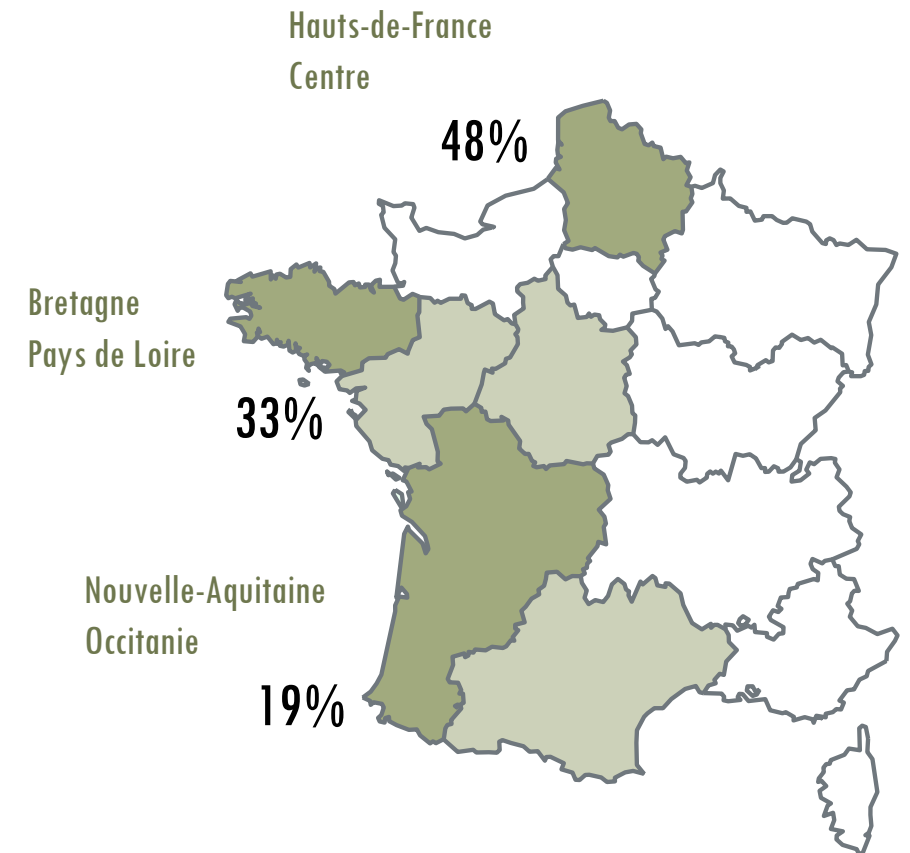 Hauts-de-France
Centre
48%
Bretagne
Pays de Loire
33%
Nouvelle-Aquitaine
Occitanie
19%